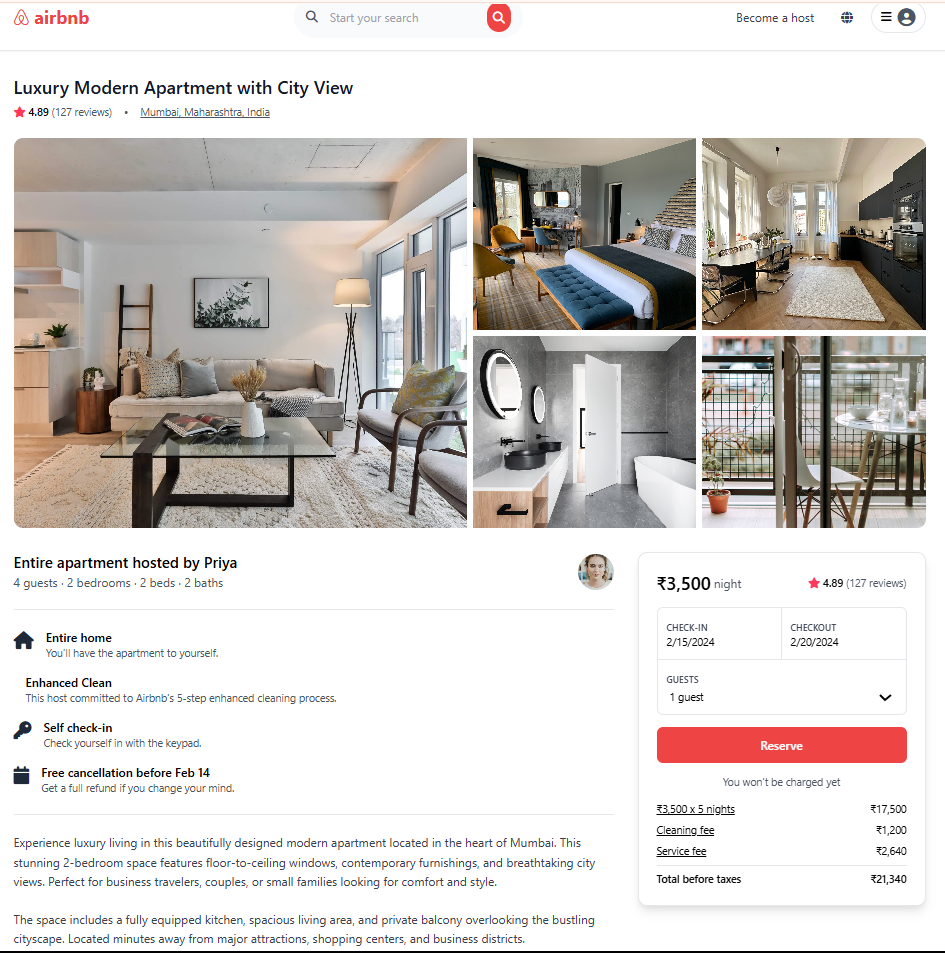 airbnb
Start your search
Become a host
Luxury Modern Apartment with City View
4.89 (127 reviews) • Mumbai, Maharashtra, India
Entire apartment hosted by Priya
4 guests · 2 bedrooms · 2 beds · 2 baths
Entire home
You'll have the apartment to yourself.
Enhanced Clean
This host committed to Airbnb's 5-step enhanced cleaning process.
Self check-in
Check yourself in with the keypad.
Free cancellation before Feb 14
Get a full refund if you change your mind.
Experience luxury living in this beautifully designed modern apartment located in the heart of Mumbai. This
stunning 2-bedroom space features floor-to-ceiling windows, contemporary furnishings, and breathtaking city
views. Perfect for business travelers, couples, or small families looking for comfort and style.
The space includes a fully equipped kitchen, spacious living area, and private balcony overlooking the bustling
cityscape. Located minutes away from major attractions, shopping centers, and business districts.
₹3,500 night 4.89 (127 reviews)
CHECK-IN
2/15/2024
CHECKOUT
2/20/2024
GUESTS
1 guest
Reserve
You won't be charged yet
₹3,500 x 5 nights ₹17,500
Cleaning fee ₹1,200
Service fee ₹2,640
Total before taxes ₹21,340